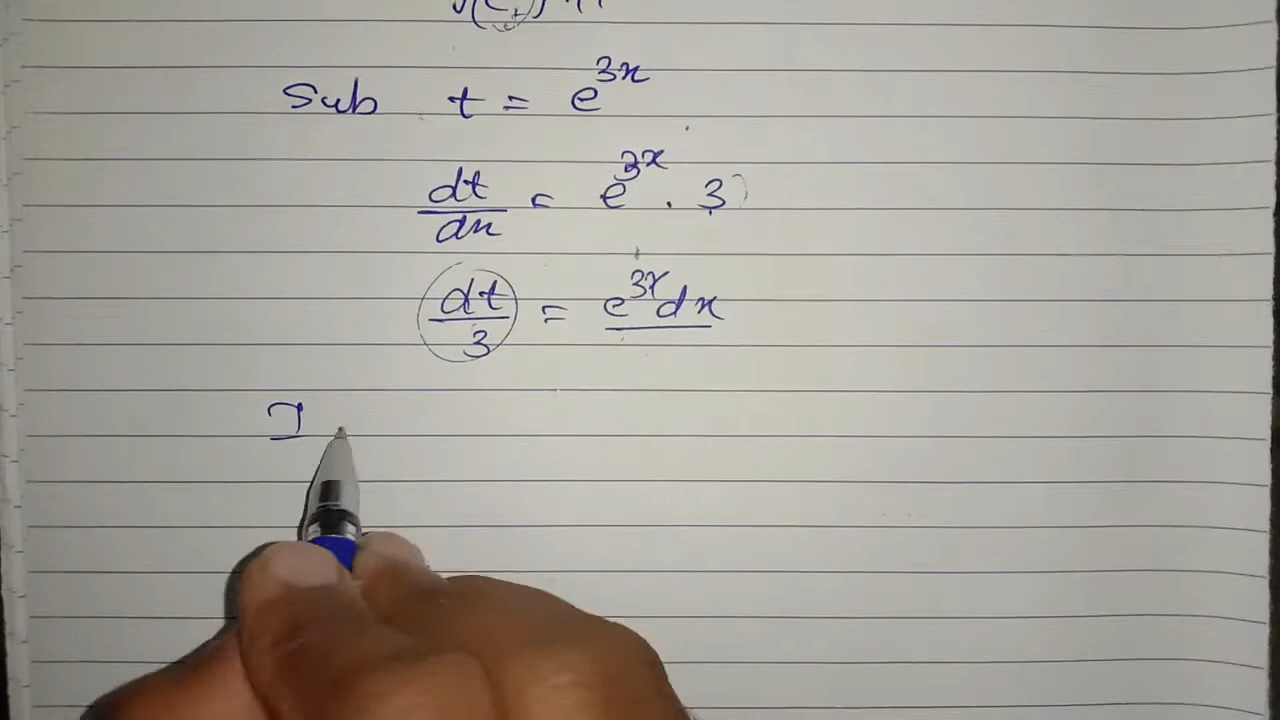 Sub t = e^{3x}
dt/dx = e^{3x} . 3
dt/3 = e^{3x} dx
I